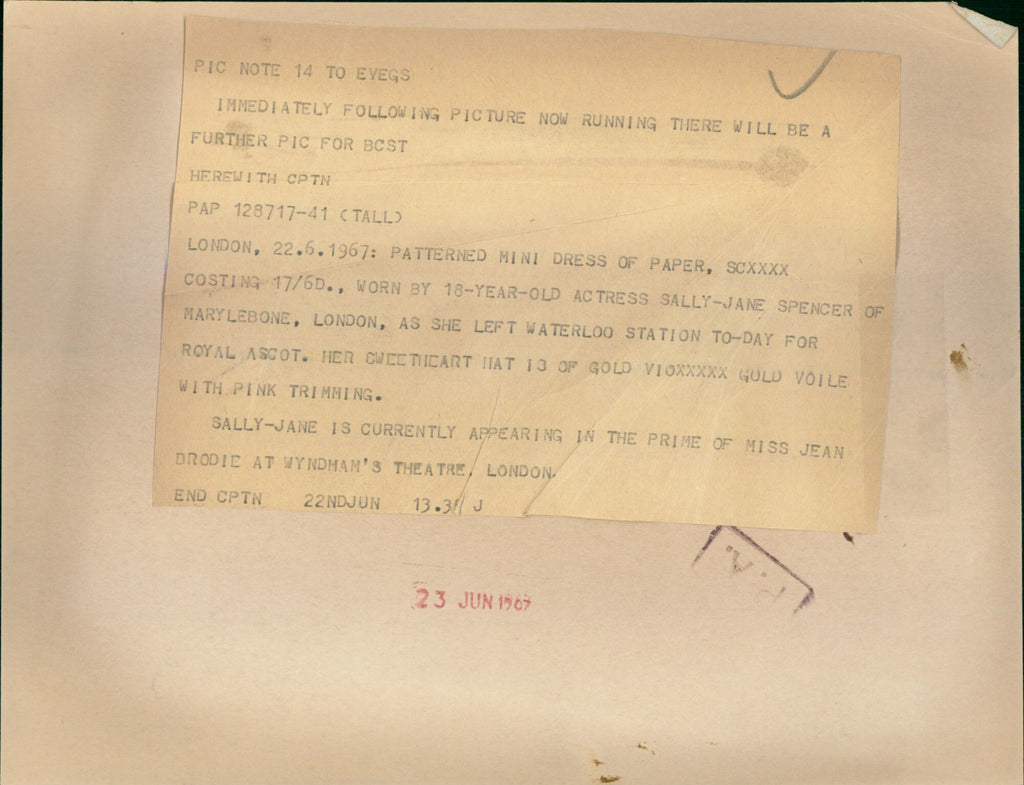 PIC NOTE 14 TO EVEGS
IMMEDIATELY FOLLOWING PICTURE NOW RUNNING THERE WILL BE A
FURTHER PIC FOR BCST
HEREWITH CPTN
PAP 128717-41 (TALL)
LONDON, 22.6.1967: PATTERNED MINI DRESS OF PAPER, SCXXXX
COSTING 17/6D., WORN BY 18-YEAR-OLD ACTRESS SALLY-JANE SPENCER OF
MARYLEBONE, LONDON, AS SHE LEFT WATERLOO STATION TO-DAY FOR
ROYAL ASCOT. HER SWEETHEART HAT IS OF GOLD VIOXXXXX GOLD VOILE
WITH PINK TRIMMING.
SALLY-JANE IS CURRENTLY APPEARING IN THE PRIME OF MISS JEAN
BRODIE AT WYNDHAM'S THEATRE, LONDON.
END CPTN 22NDJUN J
P.A.
23 JUN 1967